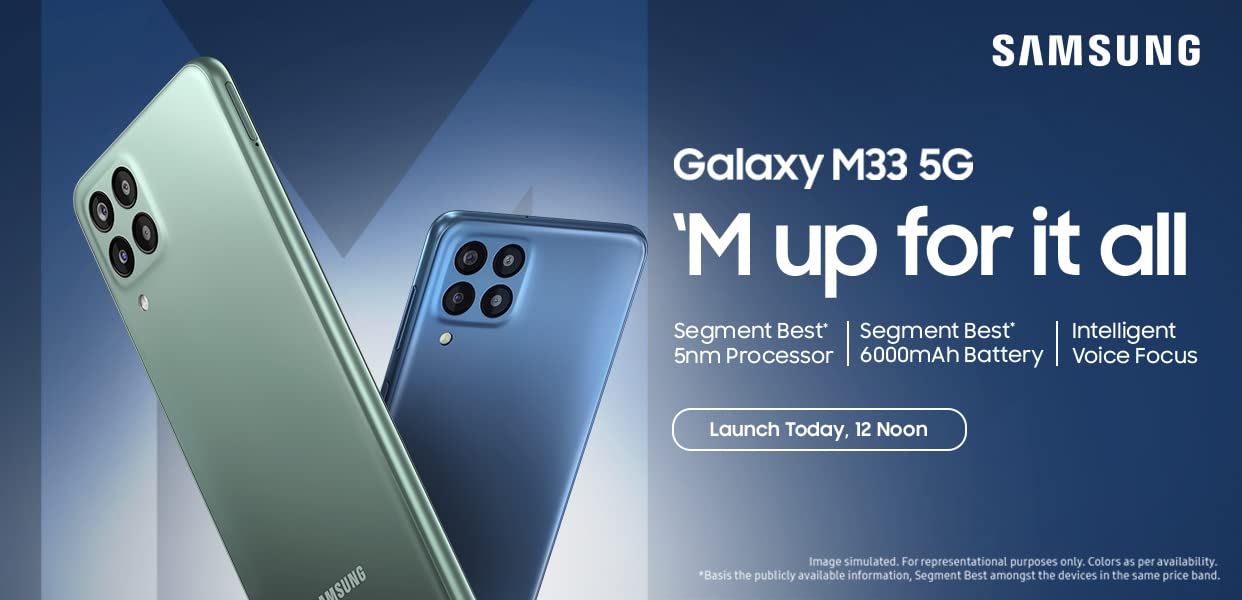 SAMSUNG
Galaxy M33 5G
'M up for it all
Segment Best*
5nm Processor
Segment Best*
6000mAh Battery
Intelligent
Voice Focus
Launch Today, 12 Noon
SAMSUNG
Image simulated. For representational purposes only. Colors as per availability.
*Basis the publicly available information, Segment Best amongst the devices in the same price band.